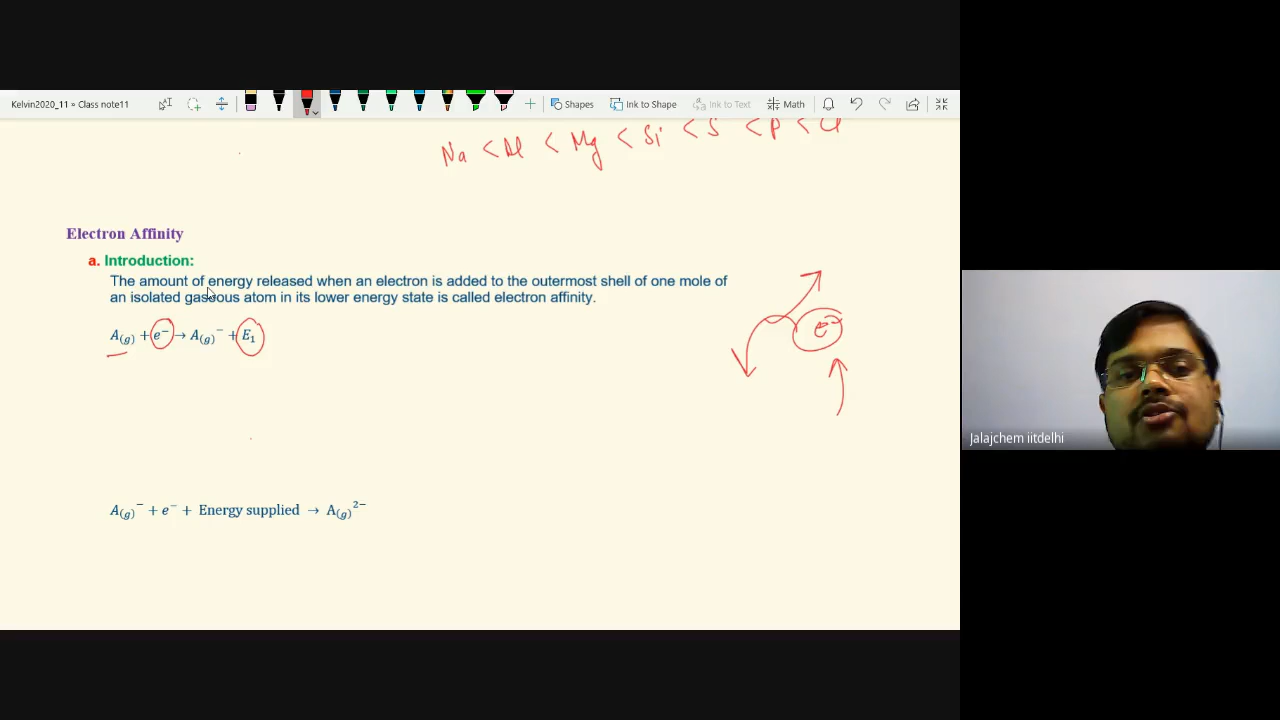 Kelvin2020_11 » Class note11
Shapes
Ink to Shape
Ink to Text
Math
Na < Al < Mg < Si < S < P < Cl
Electron Affinity
a. Introduction:
The amount of energy released when an electron is added to the outermost shell of one mole of
an isolated gaseous atom in its lower energy state is called electron affinity.
A(g) + e⁻ → A(g)⁻ + E₁
e⁻
Jalajchem iitdelhi
A(g)⁻ + e⁻ + Energy supplied → A(g)²⁻